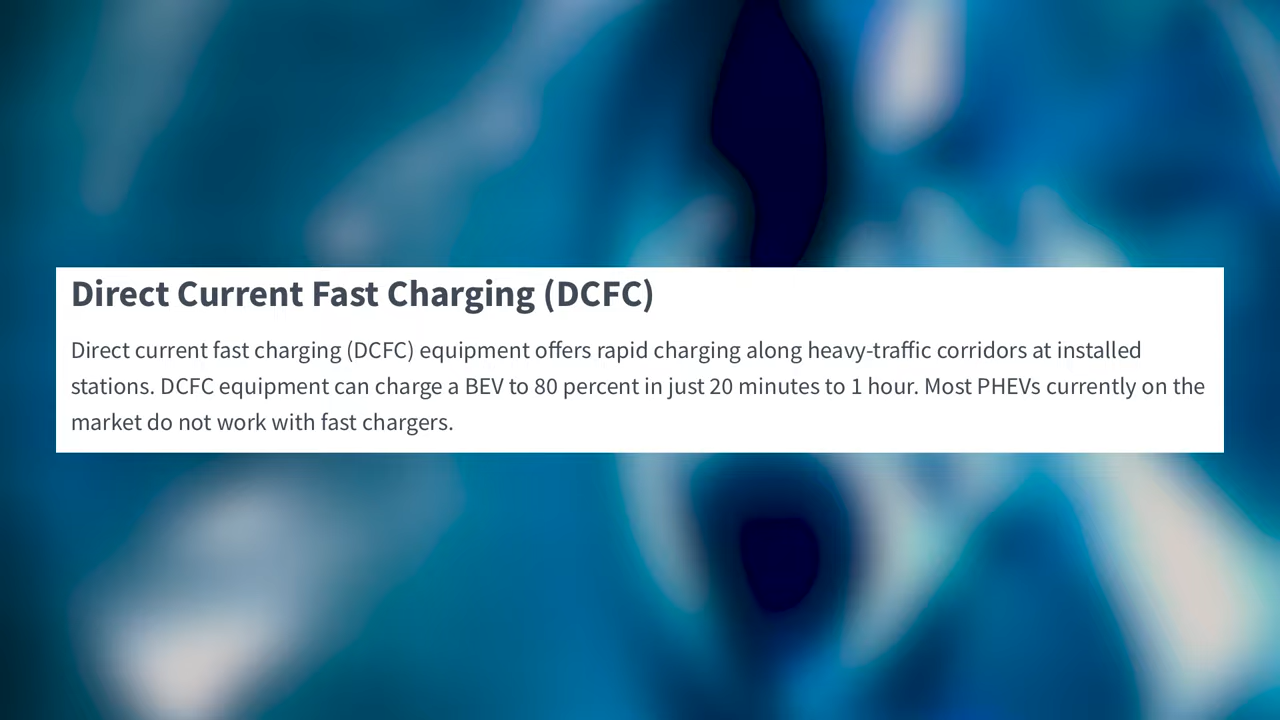 Direct Current Fast Charging (DCFC)
Direct current fast charging (DCFC) equipment offers rapid charging along heavy-traffic corridors at installed
stations. DCFC equipment can charge a BEV to 80 percent in just 20 minutes to 1 hour. Most PHEVs currently on the
market do not work with fast chargers.